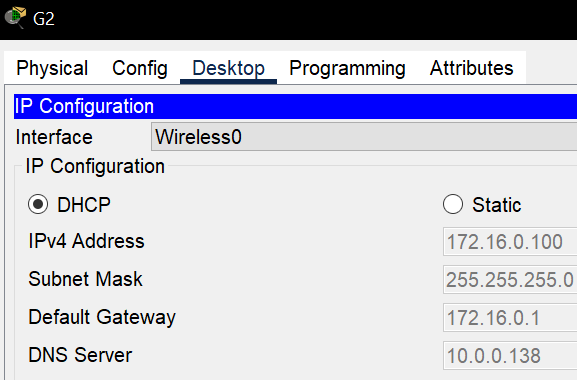 G2
Physical Config Desktop Programming Attributes
IP Configuration
Interface Wireless0
IP Configuration
DHCP Static
IPv4 Address 172.16.0.100
Subnet Mask 255.255.255.0
Default Gateway 172.16.0.1
DNS Server 10.0.0.138